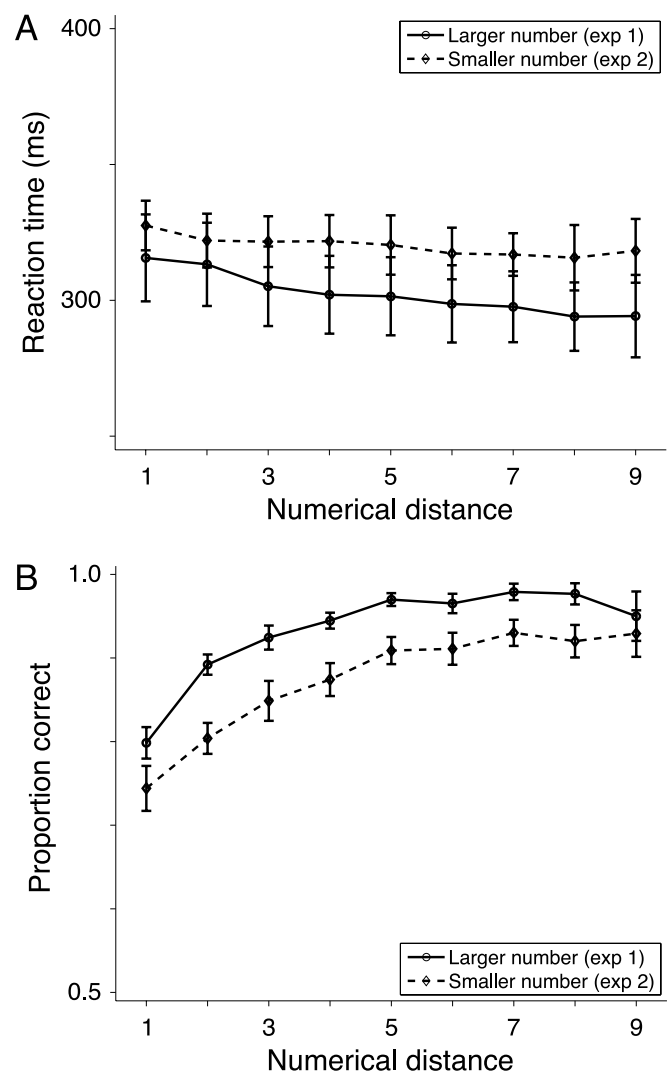 A
400
Larger number (exp 1)
Smaller number (exp 2)
Reaction time (ms)
300
1 3 5 7 9
Numerical distance
B
1.0
Proportion correct
Larger number (exp 1)
Smaller number (exp 2)
0.5
1 3 5 7 9
Numerical distance